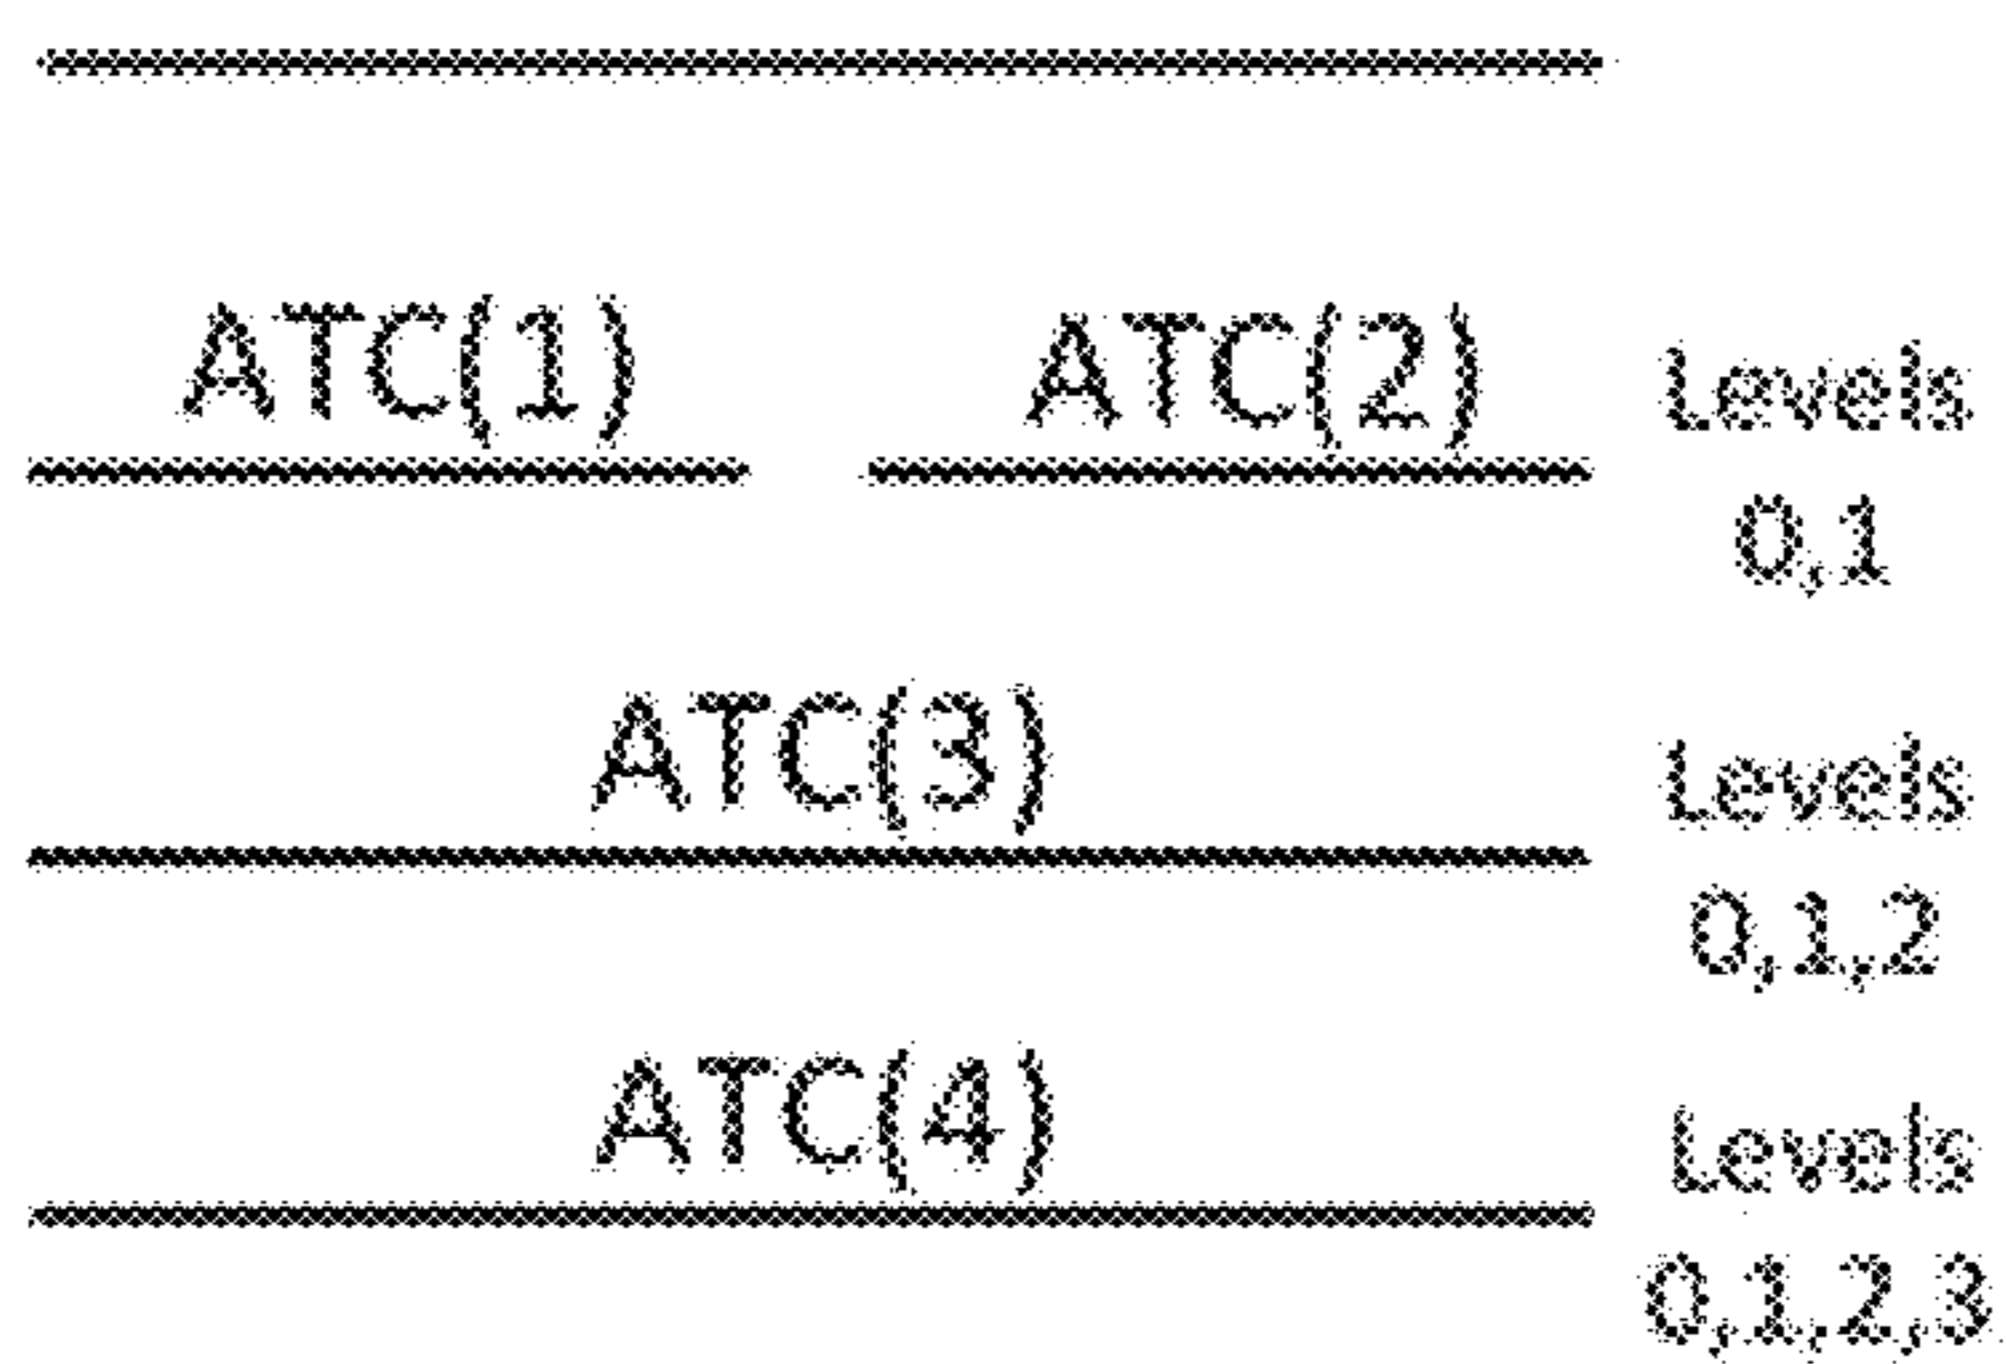 ATC(1) ATC(2) Levels
0,1
ATC(3) Levels
0,1,2
ATC(4) Levels
0,1,2,3